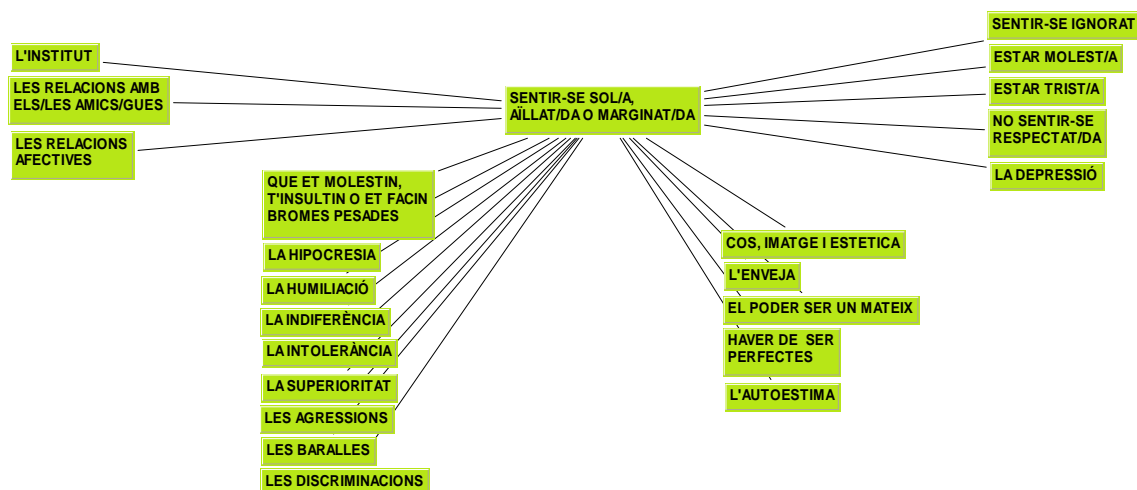 L'INSTITUT
LES RELACIONS AMB
ELS/LES AMICS/GUES
LES RELACIONS
AFECTIVES
SENTIR-SE SOL/A,
AÏLLAT/DA O MARGINAT/DA
SENTIR-SE IGNORAT
ESTAR MOLEST/A
ESTAR TRIST/A
NO SENTIR-SE
RESPECTAT/DA
LA DEPRESSIÓ
QUE ET MOLESTIN,
T'INSULTIN O ET FACIN
BROMES PESADES
LA HIPOCRESIA
LA HUMILIACIÓ
LA INDIFERÈNCIA
LA INTOLERÀNCIA
LA SUPERIORITAT
LES AGRESSIONS
LES BARALLES
LES DISCRIMINACIONS
COS, IMATGE I ESTETICA
L'ENVEJA
EL PODER SER UN MATEIX
HAVER DE SER
PERFECTES
L'AUTOESTIMA